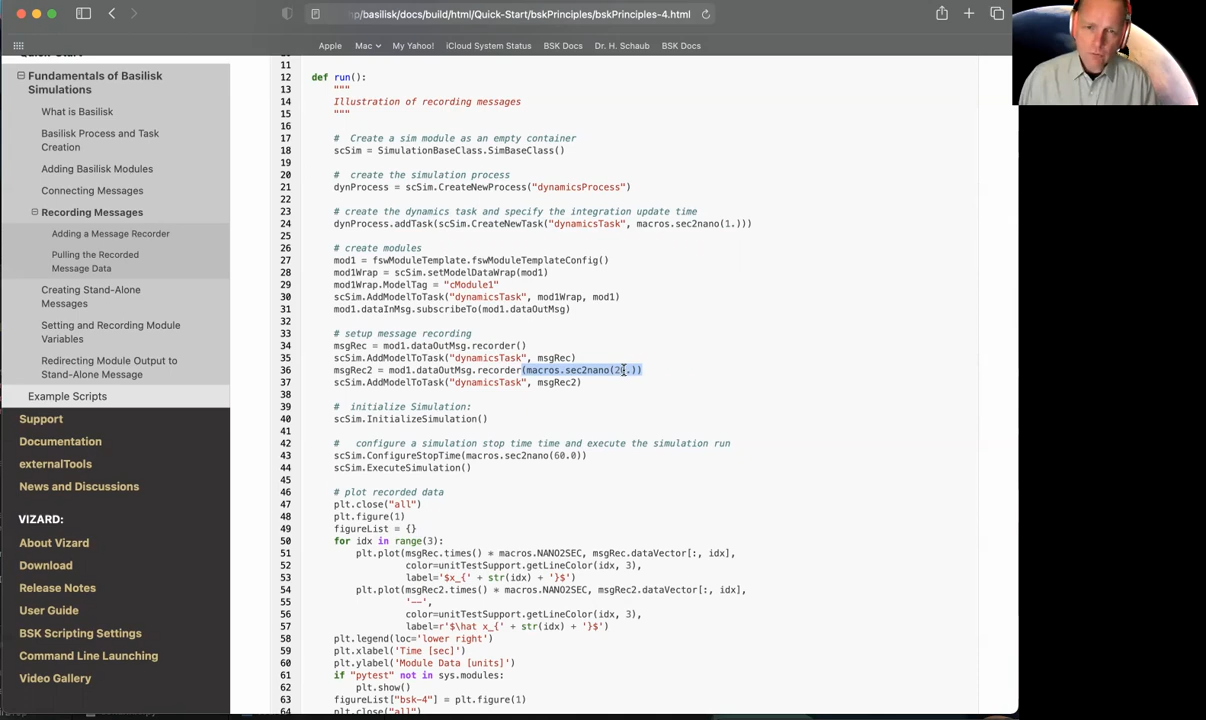 np/basilisk/docs/build/html/Quick-Start/bskPrinciples/bskPrinciples-4.html
Apple Mac My Yahoo! iCloud System Status BSK Docs Dr. H. Schaub BSK Docs
Fundamentals of Basilisk
Simulations
What is Basilisk
Basilisk Process and Task
Creation
Adding Basilisk Modules
Connecting Messages
Recording Messages
Adding a Message Recorder
Pulling the Recorded
Message Data
Creating Stand-Alone
Messages
Setting and Recording Module
Variables
Redirecting Module Output to
Stand-Alone Message
Example Scripts
Support
Documentation
externalTools
News and Discussions
VIZARD:
About Vizard
Download
Release Notes
User Guide
BSK Scripting Settings
Command Line Launching
Video Gallery
11
12 def run():
13 """
14 Illustration of recording messages
15 """
16
17 # Create a sim module as an empty container
18 scSim = SimulationBaseClass.SimBaseClass()
19
20 # create the simulation process
21 dynProcess = scSim.CreateNewProcess("dynamicsProcess")
22
23 # create the dynamics task and specify the integration update time
24 dynProcess.addTask(scSim.CreateNewTask("dynamicsTask", macros.sec2nano(1.)))
25
26 # create modules
27 mod1 = fswModuleTemplate.fswModuleTemplateConfig()
28 mod1Wrap = scSim.setModelDataWrap(mod1)
29 mod1Wrap.ModelTag = "cModule1"
30 scSim.AddModelToTask("dynamicsTask", mod1Wrap, mod1)
31 mod1.dataInMsg.subscribeTo(mod1.dataOutMsg)
32
33 # setup message recording
34 msgRec = mod1.dataOutMsg.recorder()
35 scSim.AddModelToTask("dynamicsTask", msgRec)
36 msgRec2 = mod1.dataOutMsg.recorder(macros.sec2nano(20.))
37 scSim.AddModelToTask("dynamicsTask", msgRec2)
38
39 # initialize Simulation:
40 scSim.InitializeSimulation()
41
42 # configure a simulation stop time time and execute the simulation run
43 scSim.ConfigureStopTime(macros.sec2nano(60.0))
44 scSim.ExecuteSimulation()
45
46 # plot recorded data
47 plt.close("all")
48 plt.figure(1)
49 figureList = {}
50 for idx in range(3):
51 plt.plot(msgRec.times() * macros.NANO2SEC, msgRec.dataVector[:, idx],
52 color=unitTestSupport.getLineColor(idx, 3),
53 label='$x_{' + str(idx) + '}$')
54 plt.plot(msgRec2.times() * macros.NANO2SEC, msgRec2.dataVector[:, idx],
55 '--',
56 color=unitTestSupport.getLineColor(idx, 3),
57 label=r'$\hat x_{' + str(idx) + '}$')
58 plt.legend(loc='lower right')
59 plt.xlabel('Time [sec]')
60 plt.ylabel('Module Data [units]')
61 if "pytest" not in sys.modules:
62 plt.show()
63 figureList["bsk-4"] = plt.figure(1)
64 plt.close("all")